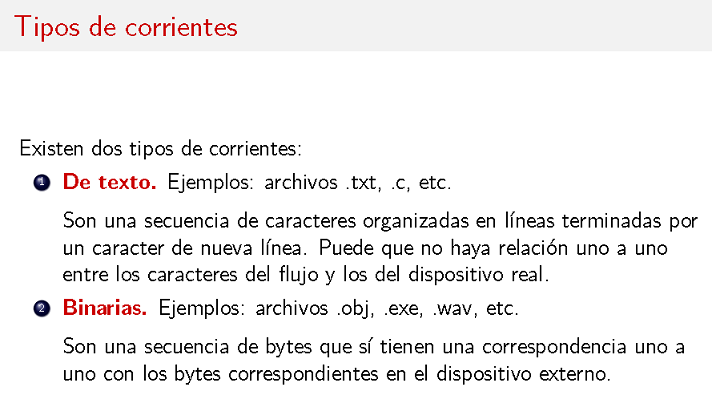 Tipos de corrientes
Existen dos tipos de corrientes:
1 De texto. Ejemplos: archivos .txt, .c, etc.
Son una secuencia de caracteres organizadas en líneas terminadas por
un caracter de nueva línea. Puede que no haya relación uno a uno
entre los caracteres del flujo y los del dispositivo real.
2 Binarias. Ejemplos: archivos .obj, .exe, .wav, etc.
Son una secuencia de bytes que sí tienen una correspondencia uno a
uno con los bytes correspondientes en el dispositivo externo.